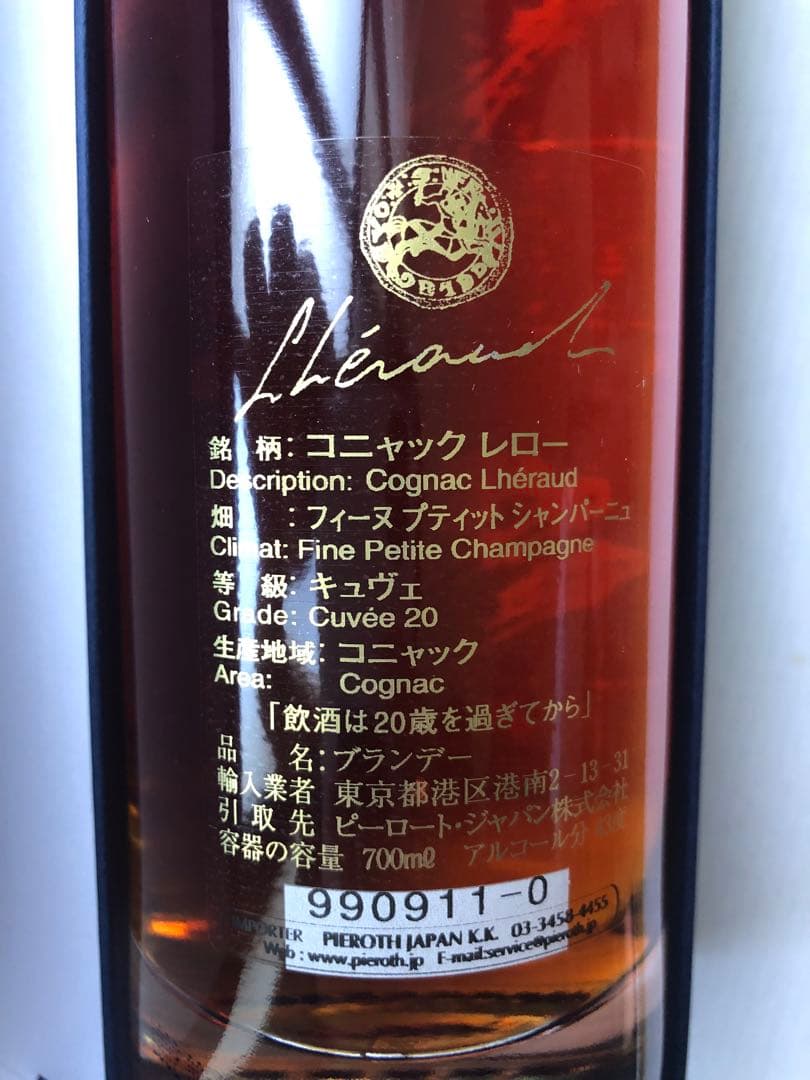 Lhéraud
銘 柄: コニャック レロー
Description: Cognac Lhéraud
畑 : フィーヌ プティット シャンパーニュ
Climat: Fine Petite Champagne
等 級: キュヴェ
Grade: Cuvée 20
生産地域: コニャック
Area: Cognac
「飲酒は20歳を過ぎてから」
品 名: ブランデー
輸入業者 東京都港区港南2-13-31
引取先 ピーロート・ジャパン株式会社
容器の容量 700mℓ アルコール分 43度
990911-0
IMPORTER PIEROTH JAPAN K.K. 03-3458-4455
Web : www.pieroth.jp E-mail:service@pieroth.jp